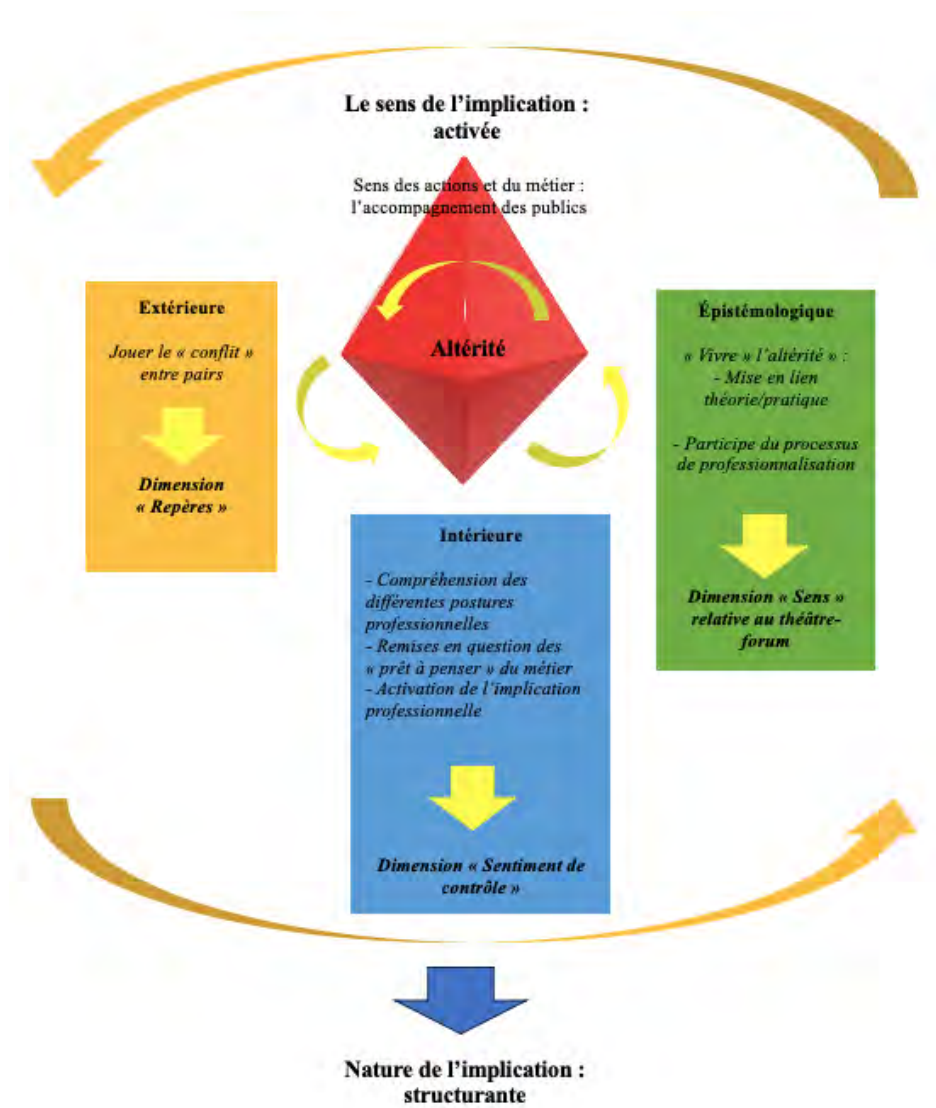 Le sens de l'implication :
activée
Sens des actions et du métier :
l'accompagnement des publics
Altérité
Extérieure
Jouer le « conflit »
entre pairs
Dimension
« Repères »
Intérieure
- Compréhension des
différentes postures
professionnelles
- Remises en question des
« prêt à penser » du métier
- Activation de l'implication
professionnelle
Dimension « Sentiment de
contrôle »
Épistémologique
« Vivre » l'altérité » :
- Mise en lien
théorie/pratique
- Participe du processus
de professionnalisation
Dimension « Sens »
relative au théâtre-
forum
Nature de l'implication :
structurante